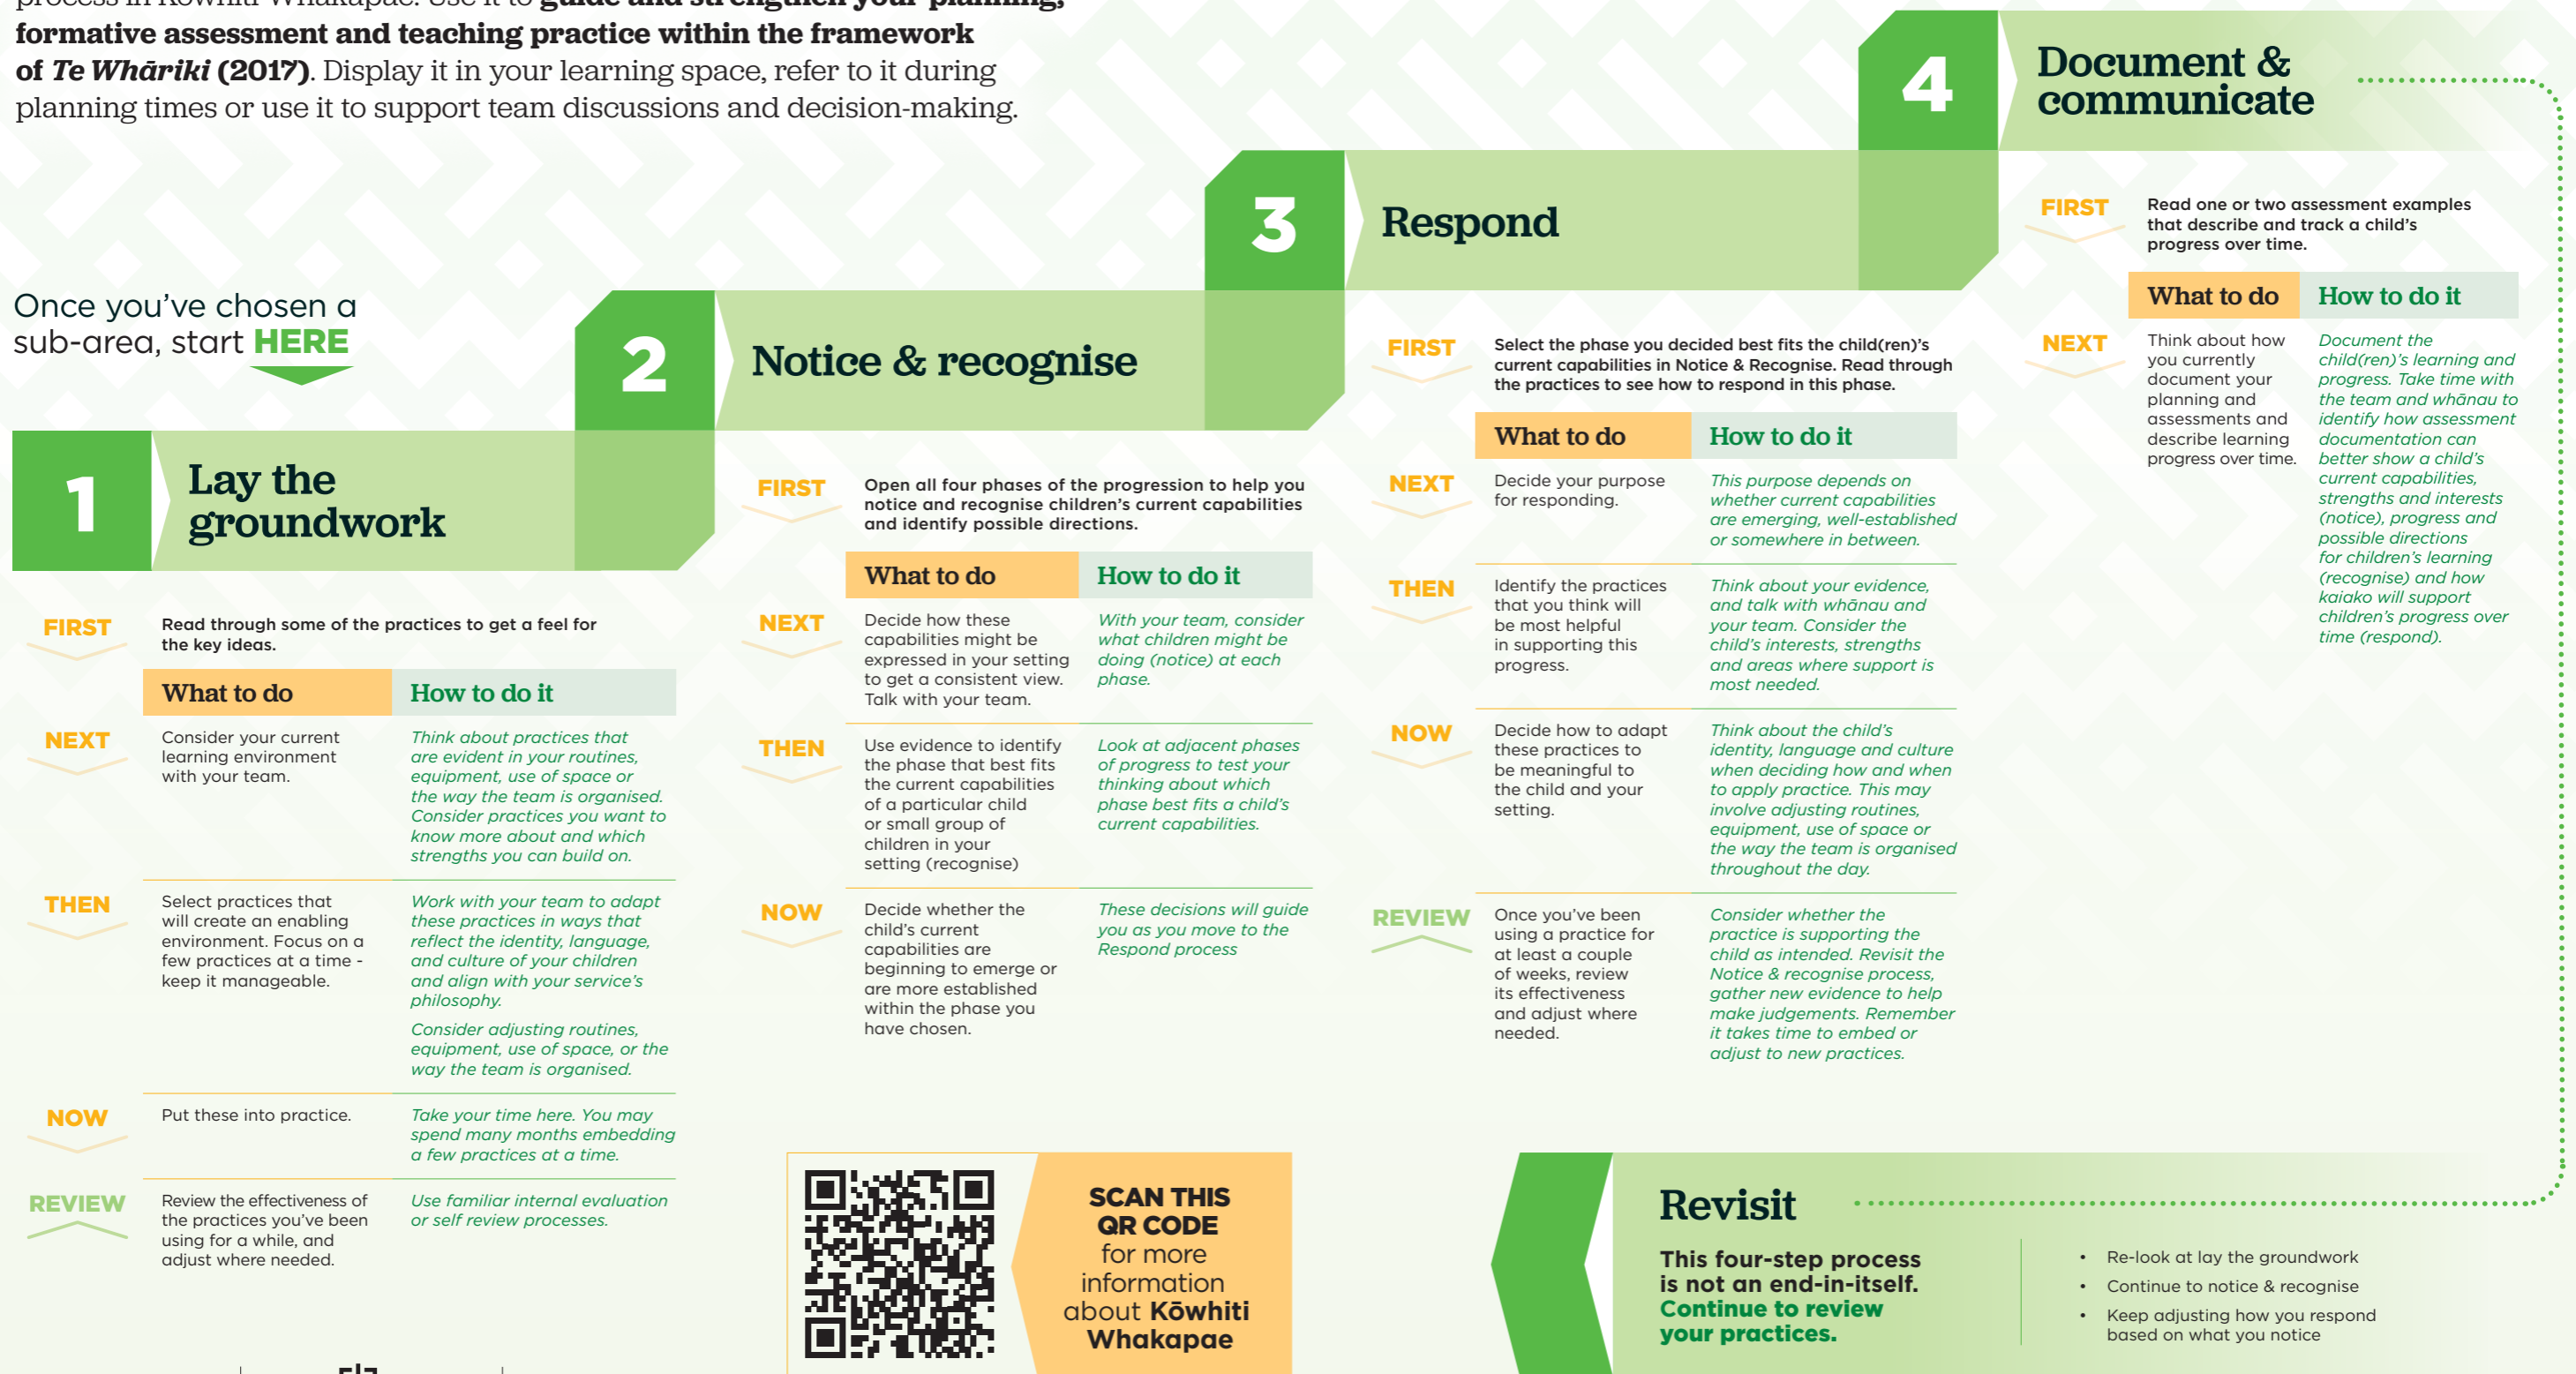 process in Kōwhiti Whakapae. Use it to guide and strengthen your planning,
formative assessment and teaching practice within the framework
of Te Whāriki (2017). Display it in your learning space, refer to it during
planning times or use it to support team discussions and decision-making.
Once you've chosen a
sub-area, start HERE
1
Lay the
groundwork
FIRST
Read through some of the practices to get a feel for
the key ideas.
What to do
How to do it
NEXT
Consider your current
learning environment
with your team.
Think about practices that
are evident in your routines,
equipment, use of space or
the way the team is organised.
Consider practices you want to
know more about and which
strengths you can build on.
THEN
Select practices that
will create an enabling
environment. Focus on a
few practices at a time -
keep it manageable.
Work with your team to adapt
these practices in ways that
reflect the identity, language,
and culture of your children
and align with your service's
philosophy.
Consider adjusting routines,
equipment, use of space, or the
way the team is organised.
NOW
Put these into practice.
Take your time here. You may
spend many months embedding
a few practices at a time.
REVIEW
Review the effectiveness of
the practices you've been
using for a while, and
adjust where needed.
Use familiar internal evaluation
or self review processes.
2
Notice & recognise
FIRST
Open all four phases of the progression to help you
notice and recognise children's current capabilities
and identify possible directions.
What to do
How to do it
NEXT
Decide how these
capabilities might be
expressed in your setting
to get a consistent view.
Talk with your team.
With your team, consider
what children might be
doing (notice) at each
phase.
THEN
Use evidence to identify
the phase that best fits
the current capabilities
of a particular child
or small group of
children in your
setting (recognise)
Look at adjacent phases
of progress to test your
thinking about which
phase best fits a child's
current capabilities.
NOW
Decide whether the
child's current
capabilities are
beginning to emerge or
are more established
within the phase you
have chosen.
These decisions will guide
you as you move to the
Respond process
3
Respond
FIRST
Select the phase you decided best fits the child(ren)'s
current capabilities in Notice & Recognise. Read through
the practices to see how to respond in this phase.
What to do
How to do it
NEXT
Decide your purpose
for responding.
This purpose depends on
whether current capabilities
are emerging, well-established
or somewhere in between.
THEN
Identify the practices
that you think will
be most helpful
in supporting this
progress.
Think about your evidence,
and talk with whānau and
your team. Consider the
child's interests, strengths
and areas where support is
most needed.
NOW
Decide how to adapt
these practices to
be meaningful to
the child and your
setting.
Think about the child's
identity, language and culture
when deciding how and when
to apply practice. This may
involve adjusting routines,
equipment, use of space or
the way the team is organised
throughout the day.
REVIEW
Once you've been
using a practice for
at least a couple
of weeks, review
its effectiveness
and adjust where
needed.
Consider whether the
practice is supporting the
child as intended. Revisit the
Notice & recognise process,
gather new evidence to help
make judgements. Remember
it takes time to embed or
adjust to new practices.
4
Document &
communicate
FIRST
Read one or two assessment examples
that describe and track a child's
progress over time.
What to do
How to do it
NEXT
Think about how
you currently
document your
planning and
assessments and
describe learning
progress over time.
Document the
child(ren)'s learning and
progress. Take time with
the team and whānau to
identify how assessment
documentation can
better show a child's
current capabilities,
strengths and interests
(notice), progress and
possible directions
for children's learning
(recognise) and how
kaiako will support
children's progress over
time (respond).
SCAN THIS
QR CODE
for more
information
about Kōwhiti
Whakapae
Revisit
This four-step process
is not an end-in-itself.
Continue to review
your practices.
• Re-look at lay the groundwork
• Continue to notice & recognise
• Keep adjusting how you respond
based on what you notice